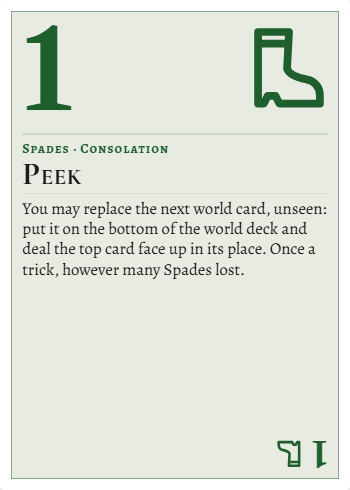 1
Spades · Consolation
Peek
You may replace the next world card, unseen:
put it on the bottom of the world deck and
deal the top card face up in its place. Once a
trick, however many Spades lost.
1